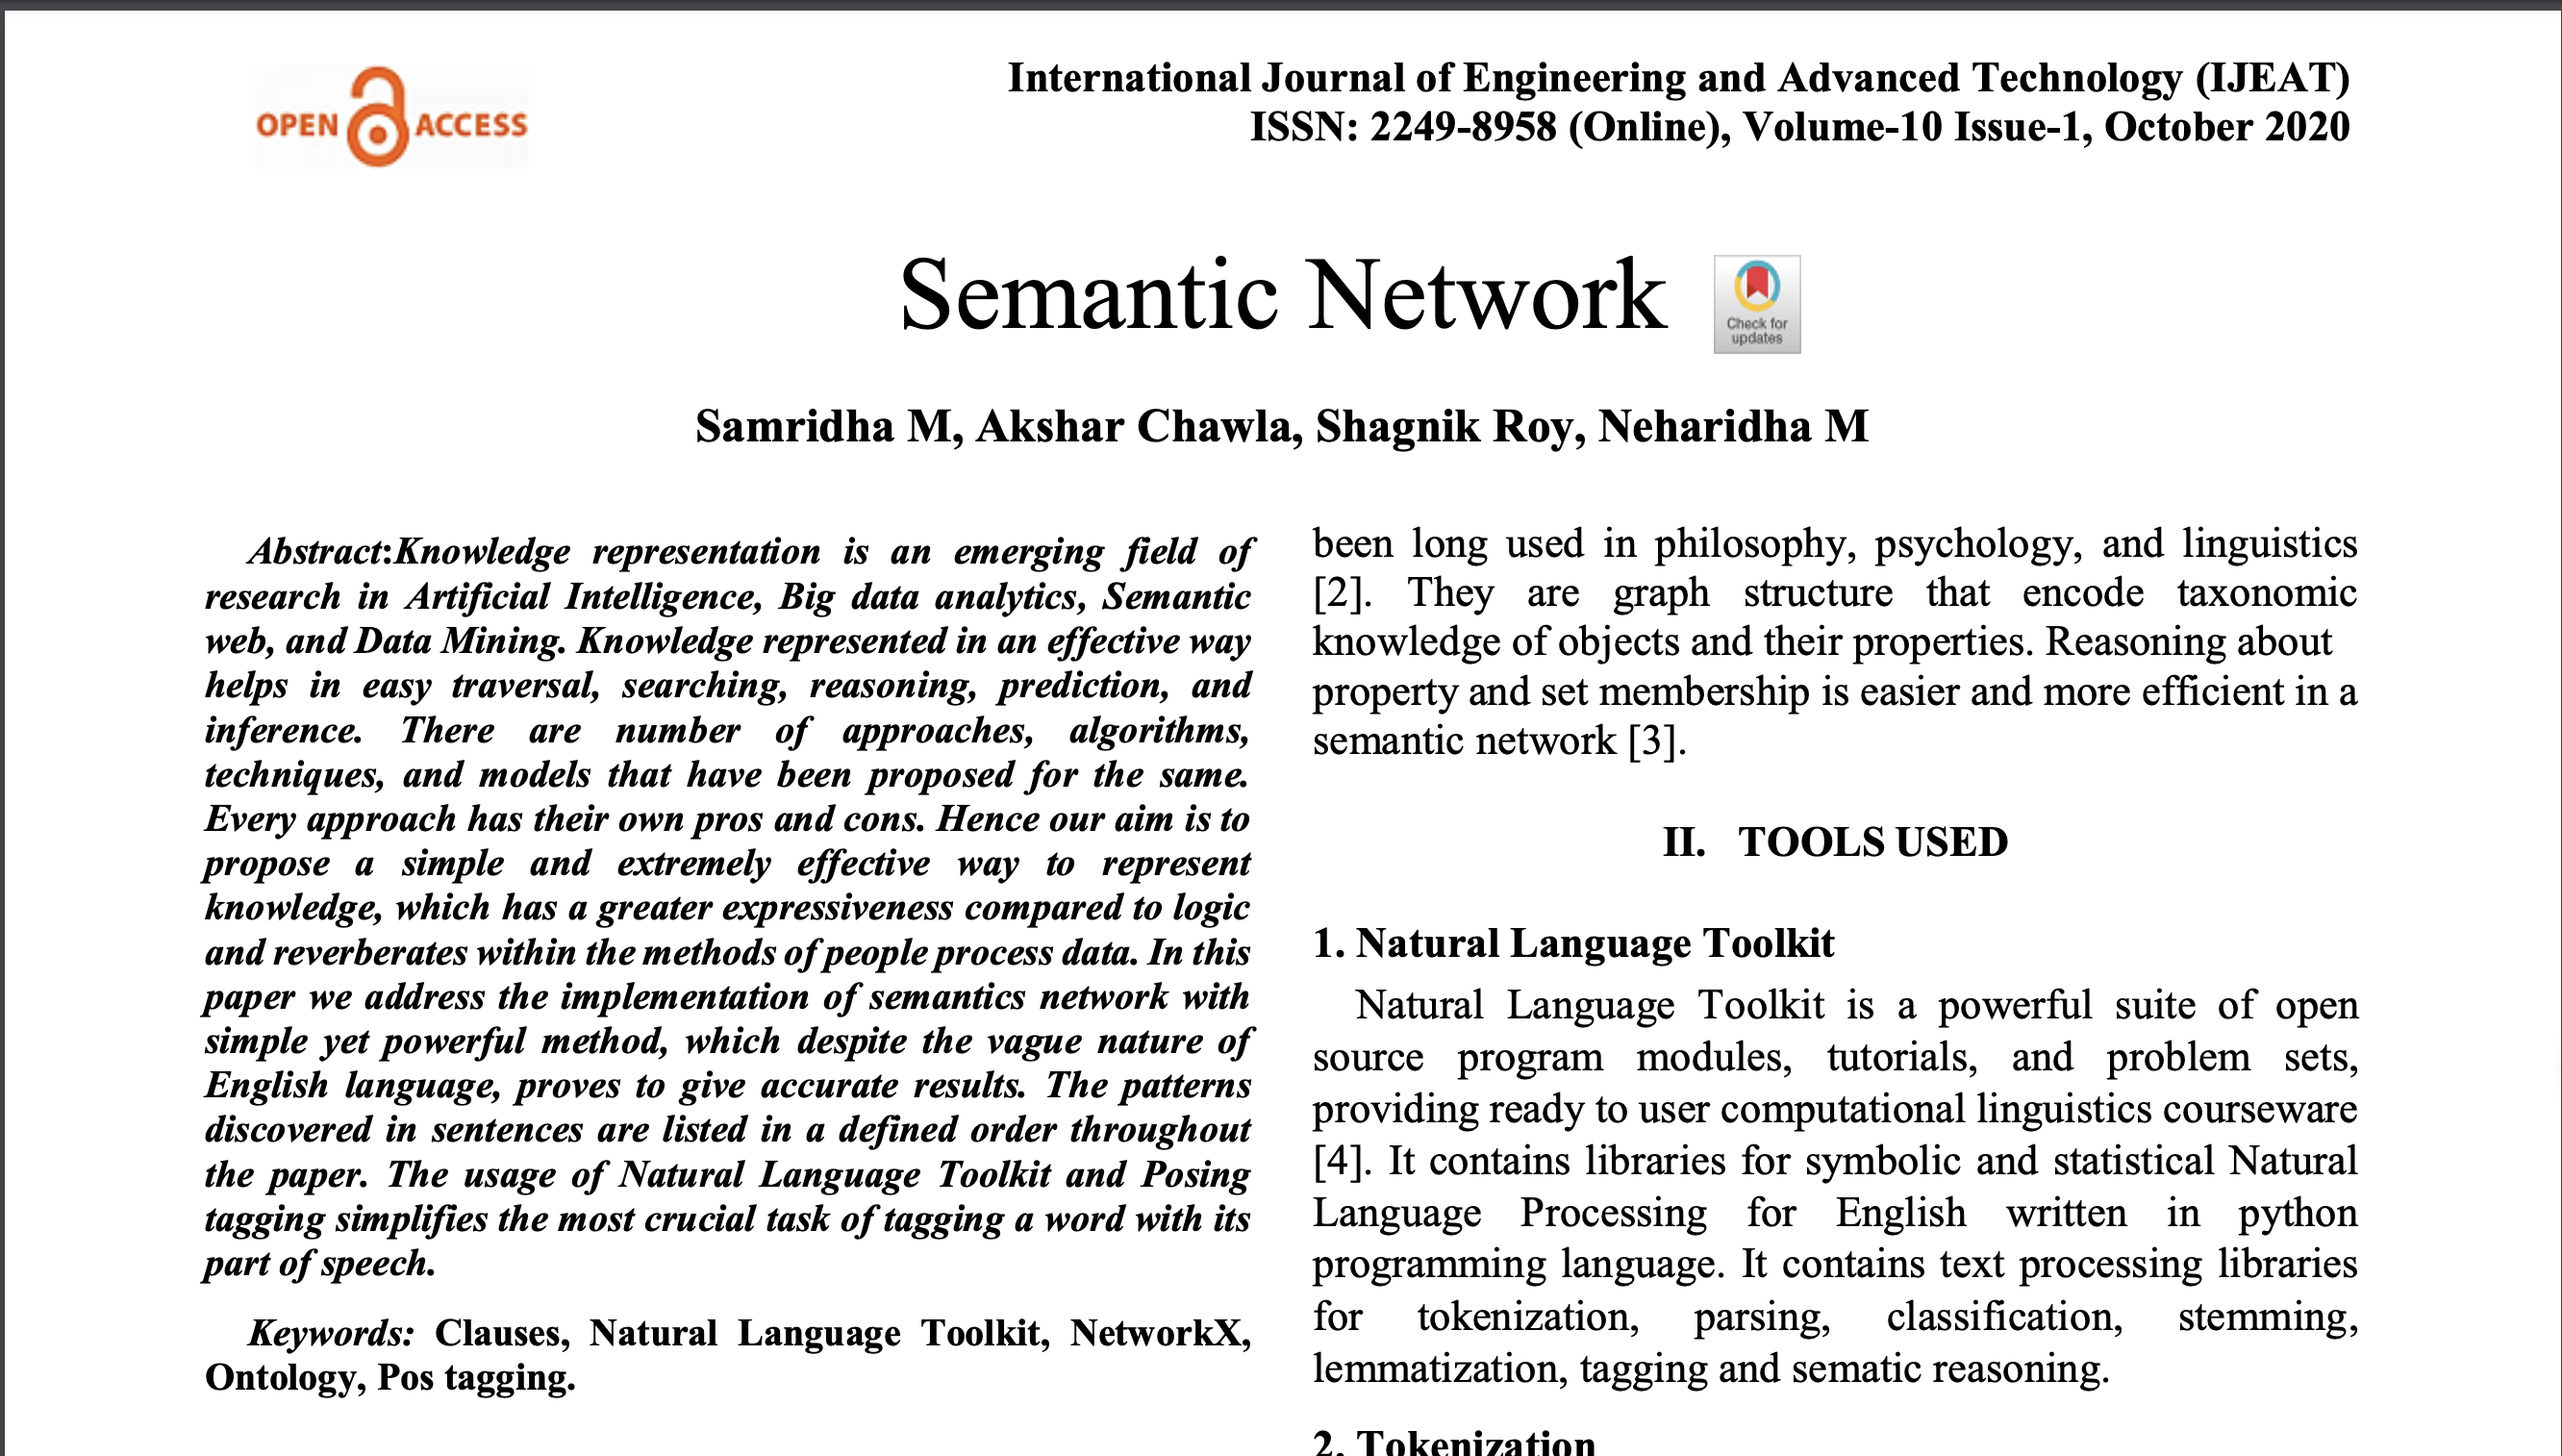 OPEN ACCESS
International Journal of Engineering and Advanced Technology (IJEAT)
ISSN: 2249-8958 (Online), Volume-10 Issue-1, October 2020
Semantic Network
Check for
updates
Samridha M, Akshar Chawla, Shagnik Roy, Neharidha M
Abstract:Knowledge representation is an emerging field of
research in Artificial Intelligence, Big data analytics, Semantic
web, and Data Mining. Knowledge represented in an effective way
helps in easy traversal, searching, reasoning, prediction, and
inference. There are number of approaches, algorithms,
techniques, and models that have been proposed for the same.
Every approach has their own pros and cons. Hence our aim is to
propose a simple and extremely effective way to represent
knowledge, which has a greater expressiveness compared to logic
and reverberates within the methods of people process data. In this
paper we address the implementation of semantics network with
simple yet powerful method, which despite the vague nature of
English language, proves to give accurate results. The patterns
discovered in sentences are listed in a defined order throughout
the paper. The usage of Natural Language Toolkit and Posing
tagging simplifies the most crucial task of tagging a word with its
part of speech.
Keywords: Clauses, Natural Language Toolkit, NetworkX,
Ontology, Pos tagging.
been long used in philosophy, psychology, and linguistics
[2]. They are graph structure that encode taxonomic
knowledge of objects and their properties. Reasoning about
property and set membership is easier and more efficient in a
semantic network [3].
II. TOOLS USED
1. Natural Language Toolkit
Natural Language Toolkit is a powerful suite of open
source program modules, tutorials, and problem sets,
providing ready to user computational linguistics courseware
[4]. It contains libraries for symbolic and statistical Natural
Language Processing for English written in python
programming language. It contains text processing libraries
for tokenization, parsing, classification, stemming,
lemmatization, tagging and sematic reasoning.
2. Tokenization